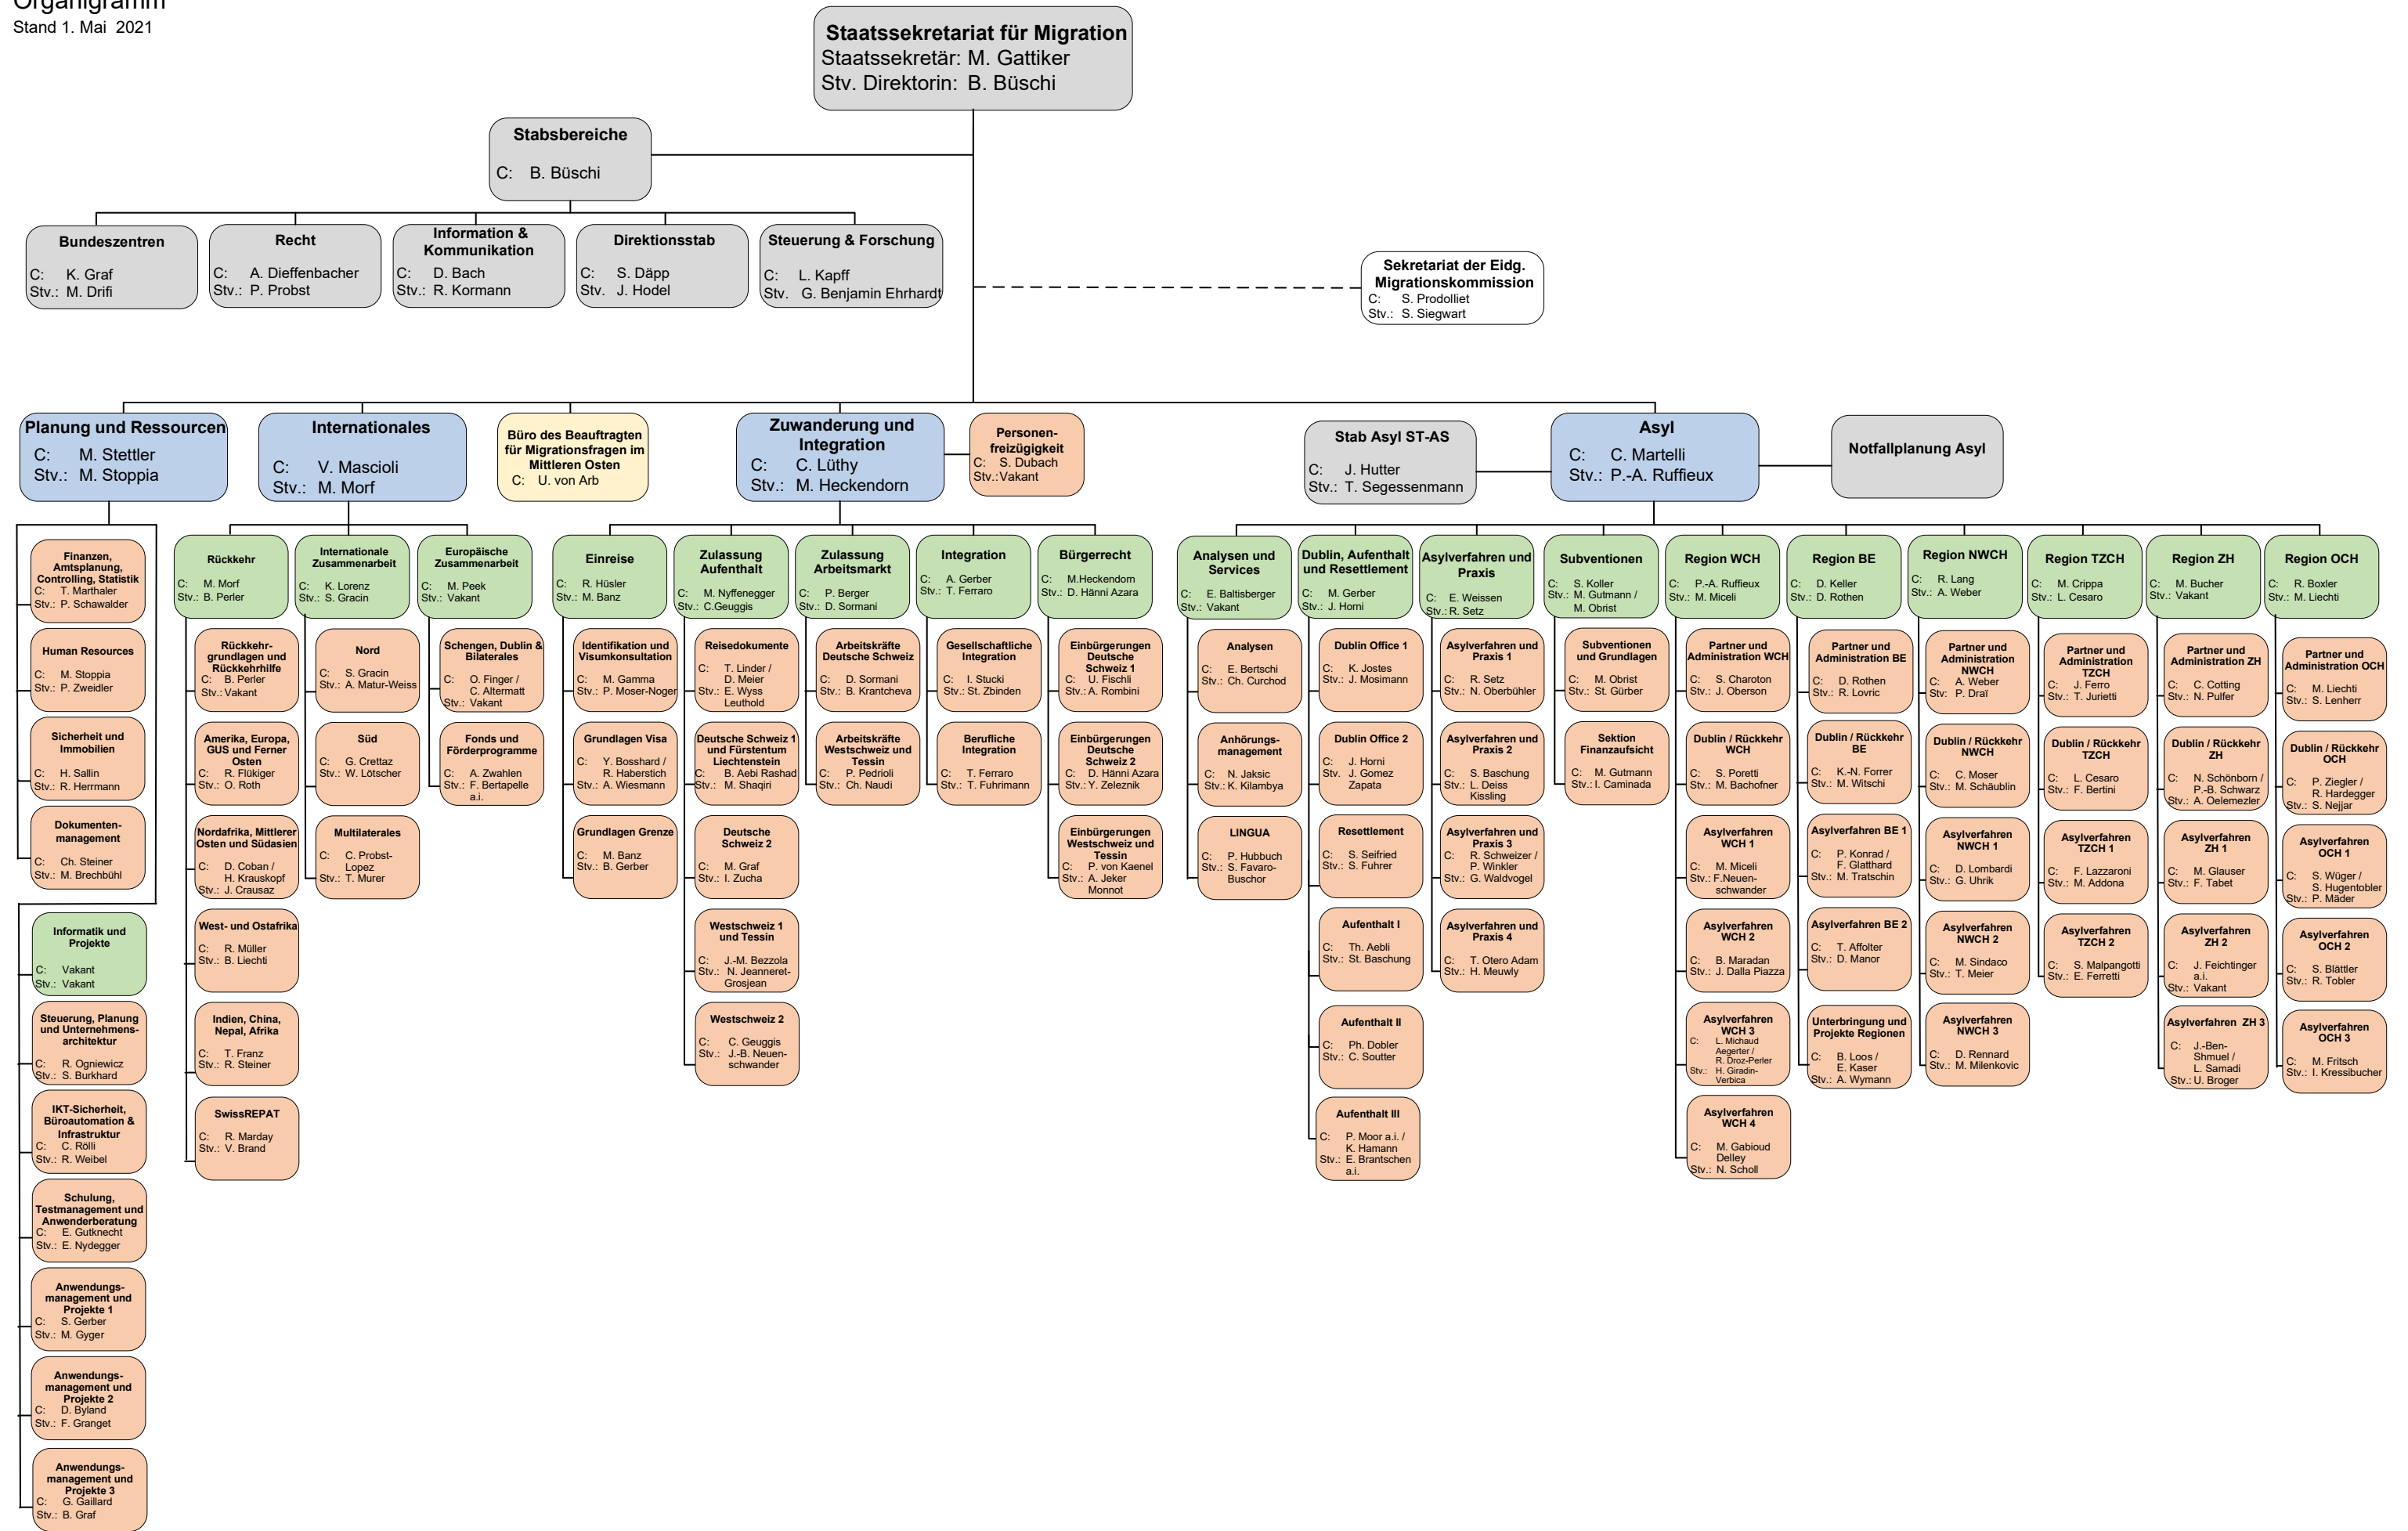 Organigramm
Stand 1. Mai 2021
Staatssekretariat für Migration
Staatssekretär: M. Gattiker
Stv. Direktorin: B. Büschi
Stabsbereiche
C: B. Büschi
Bundeszentren
C: K. Graf
Stv.: M. Drifi
Recht
C: A. Dieffenbacher
Stv.: P. Probst
Information &
Kommunikation
C: D. Bach
Stv.: R. Kormann
Direktionsstab
C: S. Däpp
Stv. J. Hodel
Steuerung & Forschung
C: L. Kapff
Stv. G. Benjamin Ehrhardt
Sekretariat der Eidg.
Migrationskommission
C: S. Prodolliet
Stv.: S. Siegwart
Planung und Ressourcen
C: M. Stettler
Stv.: M. Stoppia
Internationales
C: V. Mascioli
Stv.: M. Morf
Büro des Beauftragten
für Migrationsfragen im
Mittleren Osten
C: U. von Arb
Zuwanderung und
Integration
C: C. Lüthy
Stv.: M. Heckendorn
Personen-
freizügigkeit
C: S. Dubach
Stv.: Vakant
Stab Asyl ST-AS
C: J. Hutter
Stv.: T. Segessenmann
Asyl
C: C. Martelli
Stv.: P.-A. Ruffieux
Notfallplanung Asyl
Finanzen,
Amtsplanung,
Controlling, Statistik
C: T. Marthaler
Stv.: P. Schawalder
Human Resources
C: M. Stoppia
Stv.: P. Zweidler
Sicherheit und
Immobilien
C: H. Sallin
Stv.: R. Herrmann
Dokumenten-
management
C: Ch. Steiner
Stv.: M. Brechbühl
Informatik und
Projekte
C: Vakant
Stv.: Vakant
Steuerung, Planung
und Unternehmens-
architektur
C: R. Ogniewicz
Stv.: S. Burkhard
IKT-Sicherheit,
Büroautomation &
Infrastruktur
C: C. Rölli
Stv.: R. Weibel
Schulung,
Testmanagement und
Anwenderberatung
C: E. Gutknecht
Stv.: E. Nydegger
Anwendungs-
management und
Projekte 1
C: S. Gerber
Stv.: M. Gyger
Anwendungs-
management und
Projekte 2
C: D. Byland
Stv.: F. Granget
Anwendungs-
management und
Projekte 3
C: G. Gaillard
Stv.: B. Graf
Rückkehr
C: M. Morf
Stv.: B. Perler
Rückkehr-
grundlagen und
Rückkehrhilfe
C: B. Perler
Stv.: Vakant
Amerika, Europa,
GUS und Ferner
Osten
C: R. Flükiger
Stv.: O. Roth
Nordafrika, Mittlerer
Osten und Südasien
C: D. Coban /
H. Krauskopf
Stv.: J. Crausaz
West- und Ostafrika
C: R. Müller
Stv.: B. Liechti
Indien, China,
Nepal, Afrika
C: T. Franz
Stv.: R. Steiner
SwissREPAT
C: R. Marday
Stv.: V. Brand
Internationale
Zusammenarbeit
C: K. Lorenz
Stv.: S. Gracin
Nord
C: S. Gracin
Stv.: A. Matur-Weiss
Süd
C: G. Crettaz
Stv.: W. Lötscher
Multilaterales
C: C. Probst-
Lopez
Stv.: T. Murer
Europäische
Zusammenarbeit
C: M. Peek
Stv.: Vakant
Schengen, Dublin &
Bilaterales
C: O. Finger /
C. Altermatt
Stv.: Vakant
Fonds und
Förderprogramme
C: A. Zwahlen
Stv.: F. Bertapelle
a.i.
Einreise
C: R. Hüsler
Stv.: M. Banz
Identifikation und
Visumkonsultation
C: M. Gamma
Stv.: P. Moser-Noger
Grundlagen Visa
C: Y. Bosshard /
R. Haberstich
Stv.: A. Wiesmann
Grundlagen Grenze
C: M. Banz
Stv.: B. Gerber
Zulassung
Aufenthalt
C: M. Nyffenegger
Stv.: C.Geuggis
Reisedokumente
C: T. Linder /
D. Meier
Stv.: E. Wyss
Leuthold
Deutsche Schweiz 1
und Fürstentum
Liechtenstein
C: B. Aebi Rashad
Stv.: M. Shaqiri
Deutsche
Schweiz 2
C: M. Graf
Stv.: I. Zucha
Westschweiz 1
und Tessin
C: J.-M. Bezzola
Stv.: N. Jeanneret-
Grosjean
Westschweiz 2
C: C. Geuggis
Stv.: J.-B. Neuen-
schwander
Zulassung
Arbeitsmarkt
C: P. Berger
Stv.: D. Sormani
Arbeitskräfte
Deutsche Schweiz
C: D. Sormani
Stv.: B. Krantcheva
Arbeitskräfte
Westschweiz und
Tessin
C: P. Pedrioli
Stv.: Ch. Naudi
Integration
C: A. Gerber
Stv.: T. Ferraro
Gesellschaftliche
Integration
C: I. Stucki
Stv.: St. Zbinden
Berufliche
Integration
C: T. Ferraro
Stv.: T. Fuhrimann
Bürgerrecht
C: M.Heckendorn
Stv.: D. Hänni Azara
Einbürgerungen
Deutsche
Schweiz 1
C: U. Fischli
Stv.: A. Rombini
Einbürgerungen
Deutsche
Schweiz 2
C: D. Hänni Azara
Stv.: Y. Zeleznik
Einbürgerungen
Westschweiz und
Tessin
C: P. von Kaenel
Stv.: A. Jeker
Monnot
Analysen und
Services
C: E. Baltisberger
Stv.: Vakant
Analysen
C: E. Bertschi
Stv.: Ch. Curchod
Anhörungs-
management
C: N. Jaksic
Stv.: K. Kilambya
LINGUA
C: P. Hubbuch
Stv.: S. Favaro-
Buschor
Dublin, Aufenthalt
und Resettlement
C: M. Gerber
Stv.: J. Horni
Dublin Office 1
C: K. Jostes
Stv.: J. Mosimann
Dublin Office 2
C: J. Horni
Stv. J. Gomez
Zapata
Resettlement
C: S. Seifried
Stv.: S. Fuhrer
Aufenthalt I
C: Th. Aebli
Stv.: St. Baschung
Aufenthalt II
C: Ph. Dobler
Stv.: C. Soutter
Aufenthalt III
C: P. Moor a.i. /
K. Hamann
Stv.: E. Brantschen
a.i.
Asylverfahren und
Praxis
C: E. Weissen
Stv.: R. Setz
Asylverfahren und
Praxis 1
C: R. Setz
Stv.: N. Oberbühler
Asylverfahren und
Praxis 2
C: S. Baschung
Stv.: L. Deiss
Kissling
Asylverfahren und
Praxis 3
C: R. Schweizer /
P. Winkler
Stv.: G. Waldvogel
Asylverfahren und
Praxis 4
C: T. Otero Adam
Stv.: H. Meuwly
Subventionen
C: S. Koller
Stv.: M. Gutmann /
M. Obrist
Subventionen
und Grundlagen
C: M. Obrist
Stv.: St. Gürber
Sektion
Finanzaufsicht
C: M. Gutmann
Stv.: I. Caminada
Region WCH
C: P.-A. Ruffieux
Stv.: M. Miceli
Partner und
Administration WCH
C: S. Charoton
Stv.: J. Oberson
Dublin / Rückkehr
WCH
C: S. Poretti
Stv.: M. Bachofner
Asylverfahren
WCH 1
C: M. Miceli
Stv.: F.Neuen-
schwander
Asylverfahren
WCH 2
C: B. Maradan
Stv.: J. Dalla Piazza
Asylverfahren
WCH 3
C: L. Michaud
Aegerter /
R. Droz-Perler
Stv.: H. Giradin-
Verbica
Asylverfahren
WCH 4
C: M. Gabioud
Delley
Stv.: N. Scholl
Region BE
C: D. Keller
Stv.: D. Rothen
Partner und
Administration BE
C: D. Rothen
Stv.: R. Lovric
Dublin / Rückkehr
BE
C: K.-N. Forrer
Stv.: M. Witschi
Asylverfahren BE 1
C: P. Konrad /
F. Glatthard
Stv.: M. Tratschin
Asylverfahren BE 2
C: T. Affolter
Stv.: D. Manor
Unterbringung und
Projekte Regionen
C: B. Loos /
E. Kaser
Stv.: A. Wymann
Region NWCH
C: R. Lang
Stv.: A. Weber
Partner und
Administration
NWCH
C: A. Weber
Stv: P. Draï
Dublin / Rückkehr
NWCH
C: C. Moser
Stv.: M. Schäublin
Asylverfahren
NWCH 1
C: D. Lombardi
Stv.: G. Uhrik
Asylverfahren
NWCH 2
C: M. Sindaco
Stv.: T. Meier
Asylverfahren
NWCH 3
C: D. Rennard
Stv.: M. Milenkovic
Region TZCH
C: M. Crippa
Stv.: L. Cesaro
Partner und
Administration
TZCH
C: J. Ferro
Stv.: T. Jurietti
Dublin / Rückkehr
TZCH
C: L. Cesaro
Stv.: F. Bertini
Asylverfahren
TZCH 1
C: F. Lazzaroni
Stv.: M. Addona
Asylverfahren
TZCH 2
C: S. Malpangotti
Stv.: E. Ferretti
Region ZH
C: M. Bucher
Stv.: Vakant
Partner und
Administration ZH
C: C. Cotting
Stv.: N. Pulfer
Dublin / Rückkehr
ZH
C: N. Schönborn /
P.-B. Schwarz
Stv.: A. Oelemezler
Asylverfahren
ZH 1
C: M. Glauser
Stv.: F. Tabet
Asylverfahren
ZH 2
C: J. Feichtinger
a.i.
Stv.: Vakant
Asylverfahren ZH 3
C: J.-Ben-
Shmuel /
L. Samadi
Stv.: U. Broger
Region OCH
C: R. Boxler
Stv.: M. Liechti
Partner und
Administration OCH
C: M. Liechti
Stv.: S. Lenherr
Dublin / Rückkehr
OCH
C: P. Ziegler /
R. Hardegger
Stv.: S. Nejjar
Asylverfahren
OCH 1
C: S. Wüger /
S. Hugentobler
Stv.: P. Mäder
Asylverfahren
OCH 2
C: S. Blättler
Stv.: R. Tobler
Asylverfahren
OCH 3
C: M. Fritsch
Stv.: I. Kressibucher